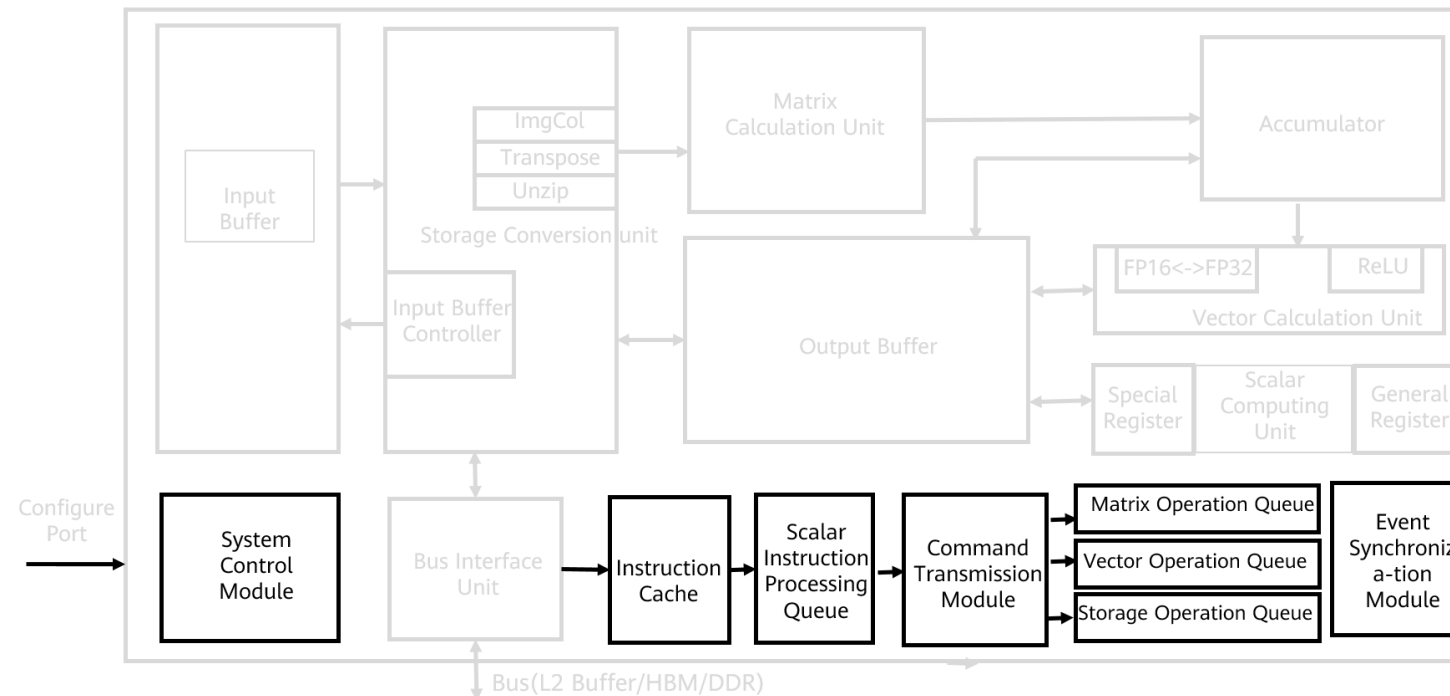 Input
Buffer
ImgCol
Transpose
Unzip
Storage Conversion unit
Input Buffer
Controller
Matrix
Calculation Unit
Accumulator
Output Buffer
FP16<->FP32
ReLU
Vector Calculation Unit
Special
Register
Scalar
Computing
Unit
General
Register
Configure
Port
System
Control
Module
Bus Interface
Unit
Instruction
Cache
Scalar
Instruction
Processing
Queue
Command
Transmission
Module
Matrix Operation Queue
Vector Operation Queue
Storage Operation Queue
Event
Synchroniz
a-tion
Module
Bus(L2 Buffer/HBM/DDR)